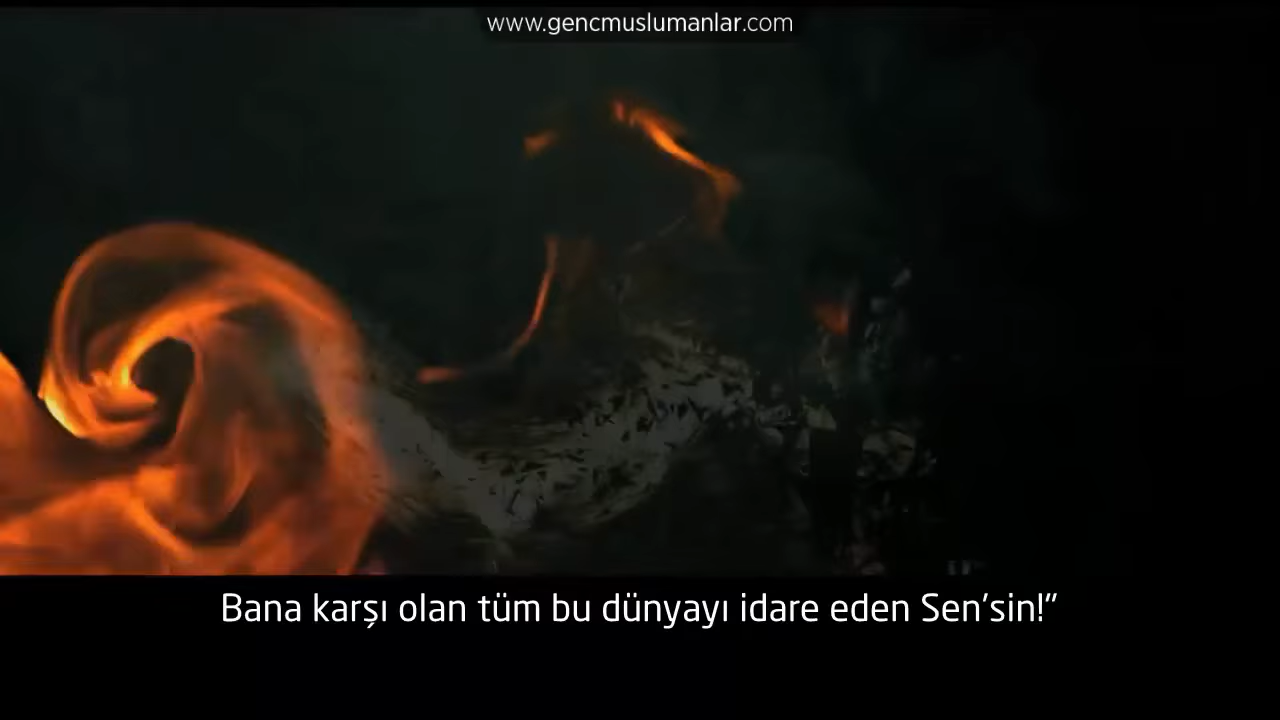 www.gencmuslumanlar.com
Bana karşı olan tüm bu dünyayı idare eden Sen'sin!”